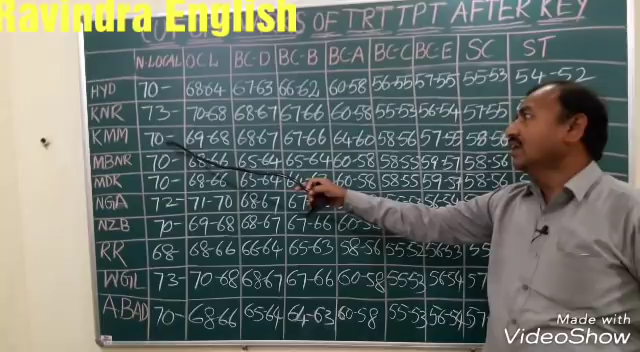 Ravindra English
OF TRT TPT AFTER KEY
N-LOCAL OCL BC-D BC-B BC-A BC-C BC-E SC ST
HYD 70- 68-64 67-63 66-62 60-58 56-55 57-55 55-53 54-52
KNR 73- 70-68 68-67 67-66 60-58 55-53 56-54 57-55
KMM 70- 69-68 68-67 67-66 64-60 58-56 57-55 58-56
MBNR 70- 68-66 65-64 65-64 60-58 58-55 59-57 58-56
MDK 70- 68-66 65-64 60-58 58-55 59-57 58-56
NGA 72- 71-70 68-67
NZB 70- 69-68 68-67 67-66
RR 68- 68-66 66-64 65-63 58-56 55-52 56-53
WGL 73- 70-68 68-67 67-66 60-58 55-53 56-54
A-BAD 70- 68-66 65-64 64-63 60-58 55-53 56-54
Made with
VideoShow